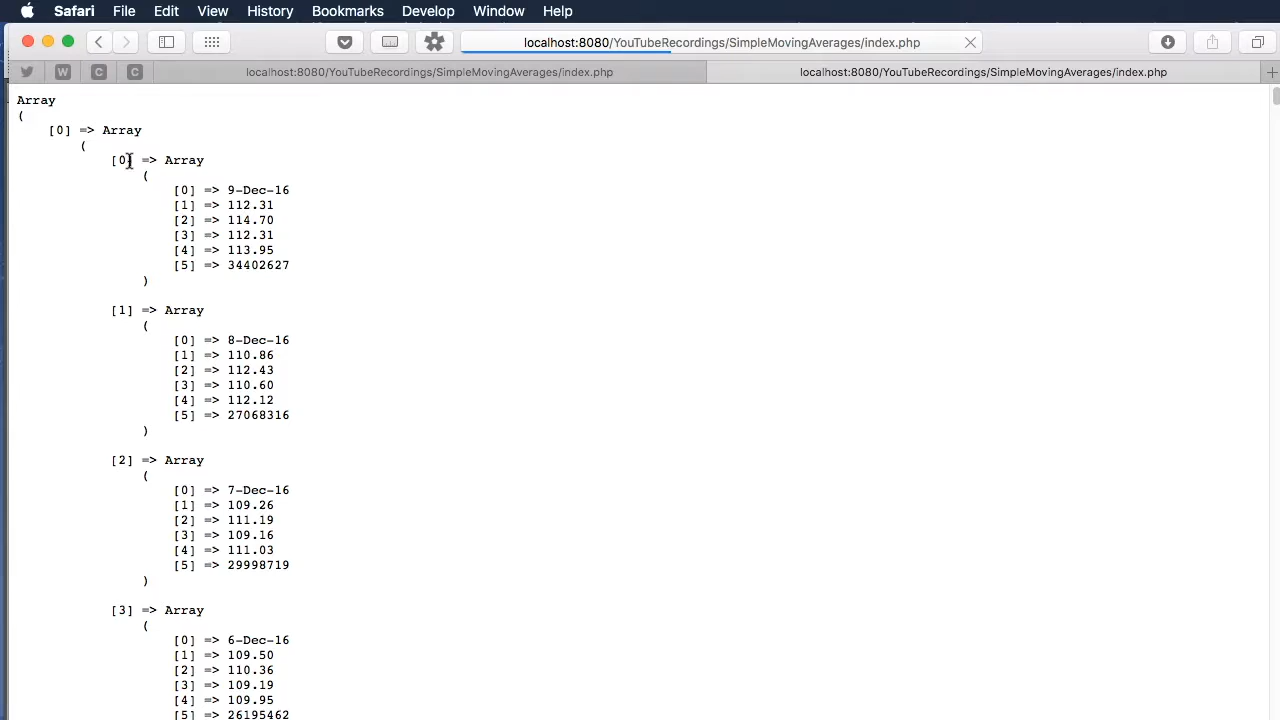 Safari File Edit View History Bookmarks Develop Window Help
localhost:8080/YouTubeRecordings/SimpleMovingAverages/index.php
W C C localhost:8080/YouTubeRecordings/SimpleMovingAverages/index.php localhost:8080/YouTubeRecordings/SimpleMovingAverages/index.php
Array
(
[0] => Array
(
[0] => Array
(
[0] => 9-Dec-16
[1] => 112.31
[2] => 114.70
[3] => 112.31
[4] => 113.95
[5] => 34402627
)
[1] => Array
(
[0] => 8-Dec-16
[1] => 110.86
[2] => 112.43
[3] => 110.60
[4] => 112.12
[5] => 27068316
)
[2] => Array
(
[0] => 7-Dec-16
[1] => 109.26
[2] => 111.19
[3] => 109.16
[4] => 111.03
[5] => 29998719
)
[3] => Array
(
[0] => 6-Dec-16
[1] => 109.50
[2] => 110.36
[3] => 109.19
[4] => 109.95
[5] => 26195462